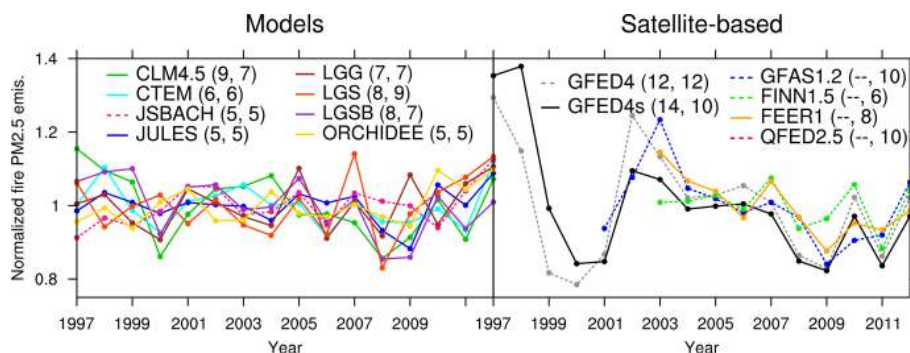 Models
Satellite-based
Normalized fire PM2.5 emis.
1.4
1.2
1
0.8
CLM4.5 (9, 7)
CTEM (6, 6)
JSBACH (5, 5)
JULES (5, 5)
LGG (7, 7)
LGS (8, 9)
LGSB (8, 7)
ORCHIDEE (5, 5)
GFED4 (12, 12)
GFED4s (14, 10)
GFAS1.2 (--, 10)
FINN1.5 (--, 6)
FEER1 (--, 8)
QFED2.5 (--, 10)
1997 1999 2001 2003 2005 2007 2009 1997 1999 2001 2003 2005 2007 2009 2011
Year
Year